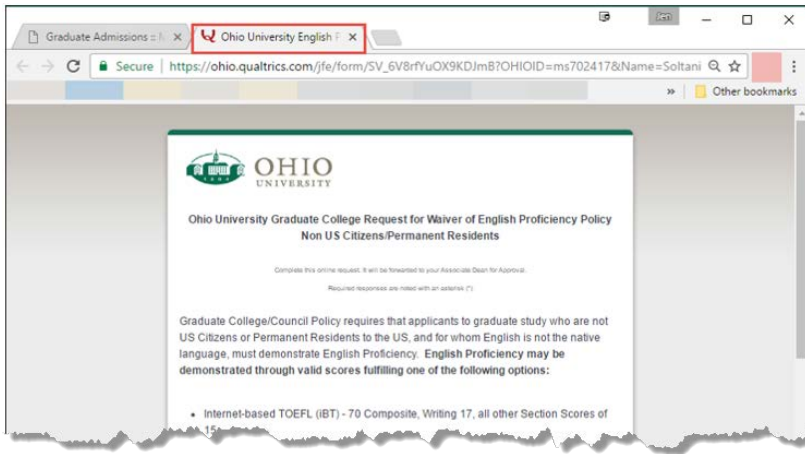 Graduate Admissions ::
Ohio University English P
Secure | https://ohio.qualtrics.com/jfe/form/SV_6V8rfYuOX9KDJmB?OHIOID=ms702417&Name=Soltani
» Other bookmarks
OHIO
UNIVERSITY
Ohio University Graduate College Request for Waiver of English Proficiency Policy
Non US Citizens/Permanent Residents
Complete this online request. It will be forwarded to your Associate Dean for Approval.
Required responses are noted with an asterisk (*)
Graduate College/Council Policy requires that applicants to graduate study who are not
US Citizens or Permanent Residents to the US, and for whom English is not the native
language, must demonstrate English Proficiency. English Proficiency may be
demonstrated through valid scores fulfilling one of the following options:
• Internet-based TOEFL (iBT) - 70 Composite, Writing 17, all other Section Scores of
15